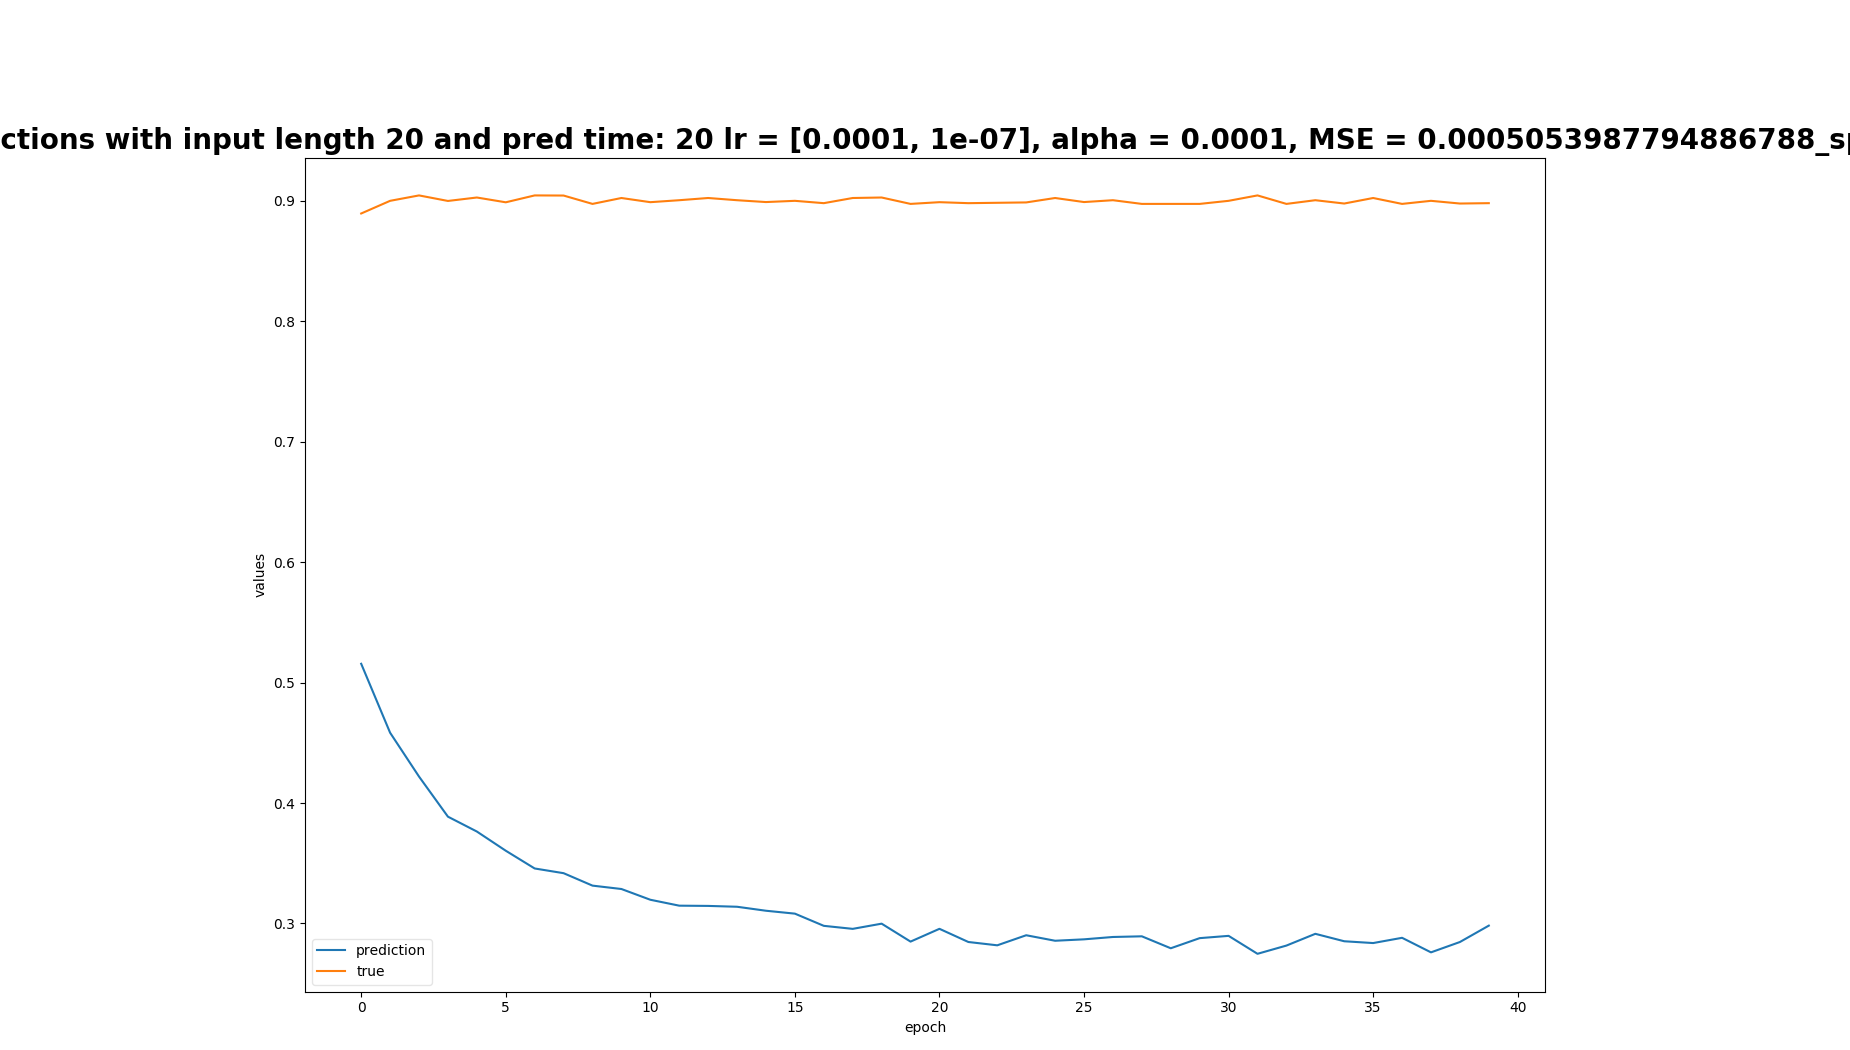 ctions with input length 20 and pred time: 20 lr = [0.0001, 1e-07], alpha = 0.0001, MSE = 0.0005053987794886788_sp
0.9
0.8
0.7
0.6
0.5
0.4
0.3
values
prediction
true
0 5 10 15 20 25 30 35 40
epoch